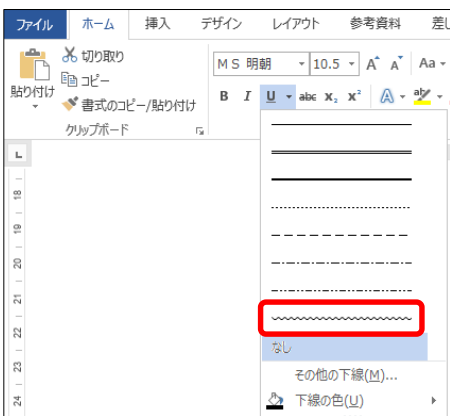 ファイル ホーム 挿入 デザイン レイアウト 参考資料
切り取り
コピー
書式のコピー/貼り付け
貼り付け
クリップボード
MS 明朝 10.5 A A Aa
B I U abc X₂ X² A aby
L
18
19
20
21
22
23
24
なし
その他の下線(M)...
下線の色(U)